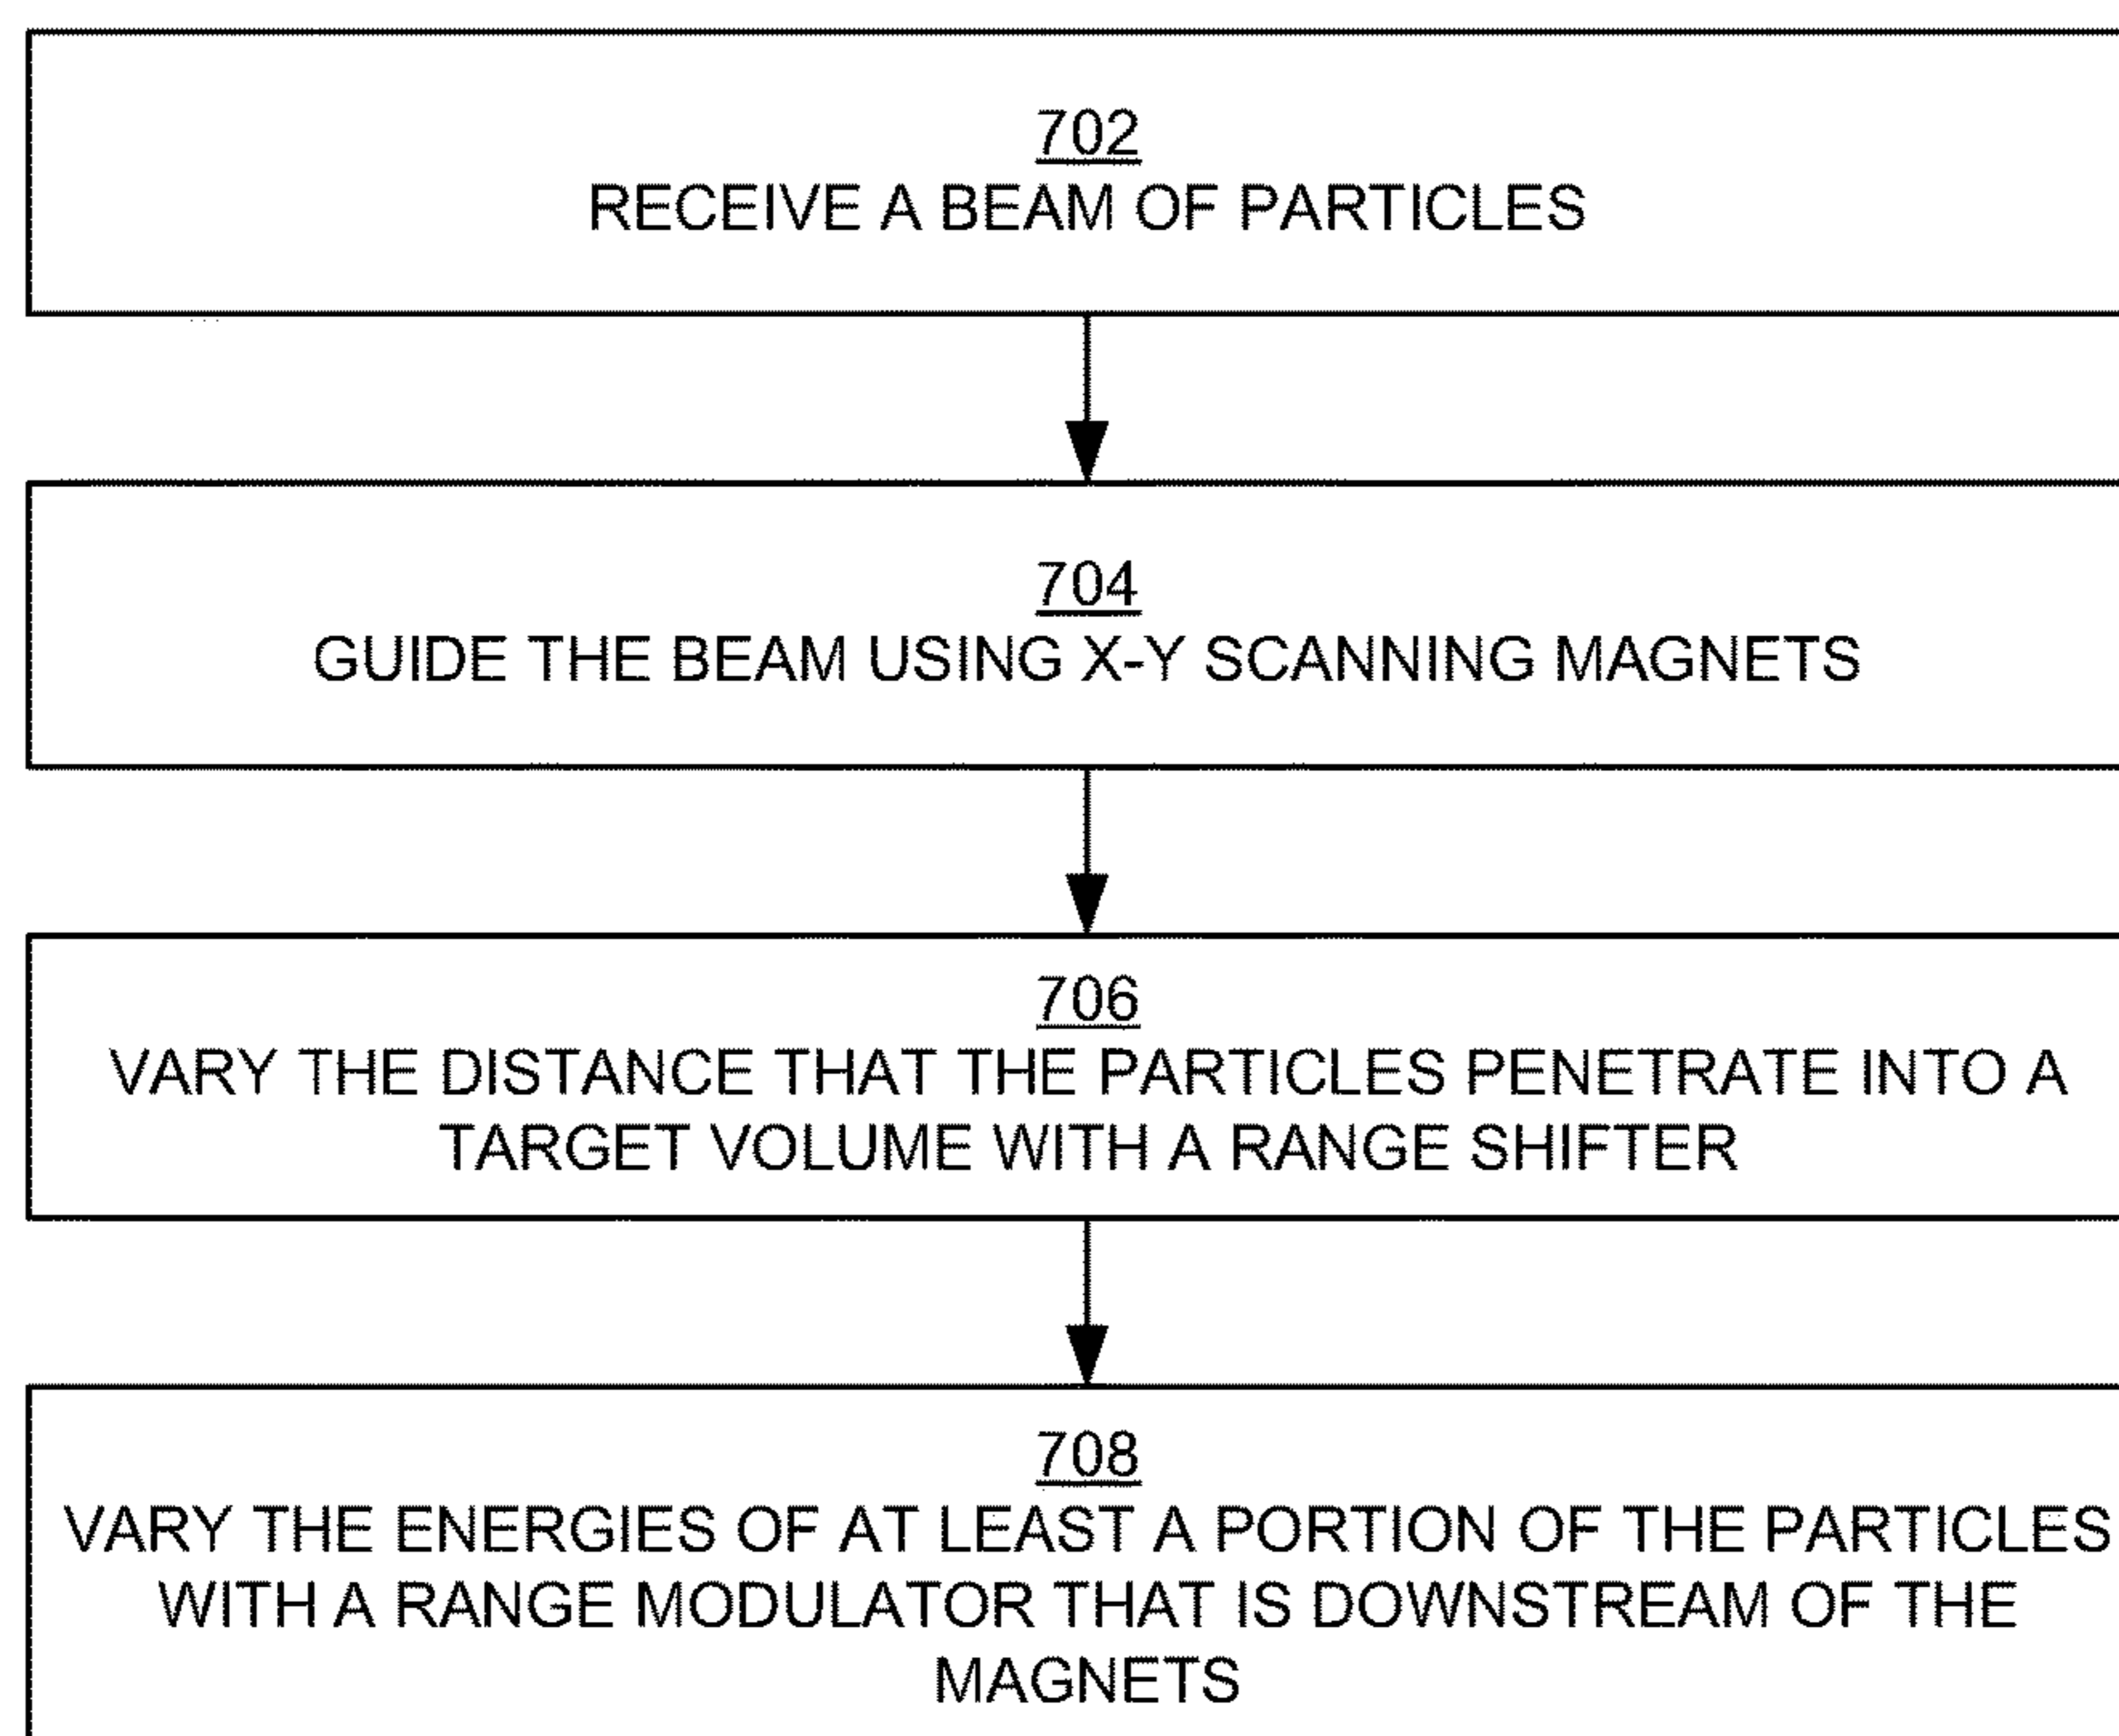 702
RECEIVE A BEAM OF PARTICLES
704
GUIDE THE BEAM USING X-Y SCANNING MAGNETS
706
VARY THE DISTANCE THAT THE PARTICLES PENETRATE INTO A
TARGET VOLUME WITH A RANGE SHIFTER
708
VARY THE ENERGIES OF AT LEAST A PORTION OF THE PARTICLES
WITH A RANGE MODULATOR THAT IS DOWNSTREAM OF THE
MAGNETS